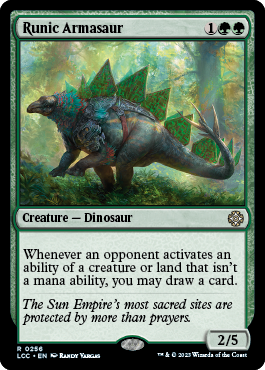 Runic Armasaur 1
Creature — Dinosaur
Whenever an opponent activates an
ability of a creature or land that isn't
a mana ability, you may draw a card.
The Sun Empire's most sacred sites are
protected by more than prayers.
2/5
R 0256
LCC • EN RANDY VARGAS
™ & © 2023 Wizards of the Coast